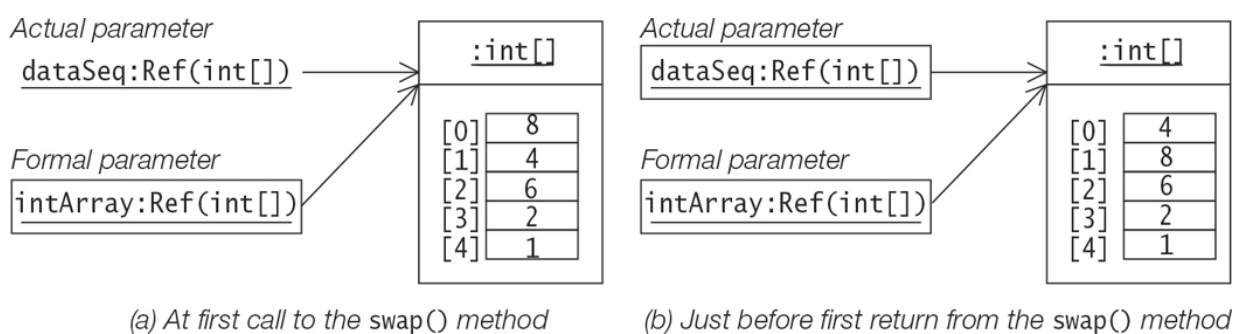 Actual parameter
dataSeq:Ref(int[])
Formal parameter
intArray:Ref(int[])
:int[]
[0] 8
[1] 4
[2] 6
[3] 2
[4] 1
(a) At first call to the swap() method
Actual parameter
dataSeq:Ref(int[])
Formal parameter
intArray:Ref(int[])
:int[]
[0] 4
[1] 8
[2] 6
[3] 2
[4] 1
(b) Just before first return from the swap() method